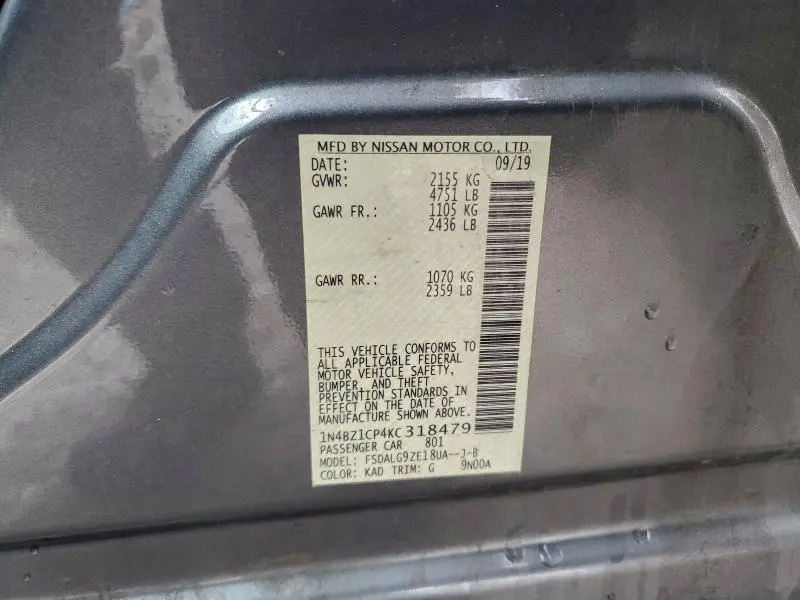 MFD BY NISSAN MOTOR CO., LTD.
DATE: 09/19
GVWR: 2155 KG
4751 LB
GAWR FR.: 1105 KG
2436 LB
GAWR RR.: 1070 KG
2359 LB
THIS VEHICLE CONFORMS TO
ALL APPLICABLE FEDERAL
MOTOR VEHICLE SAFETY,
BUMPER, AND THEFT
PREVENTION STANDARDS IN
EFFECT ON THE DATE OF
MANUFACTURE SHOWN ABOVE.
1N4BZ1CP4KC318479
PASSENGER CAR 801
MODEL: FSDALG9ZE18UA--J-B
COLOR: KAD TRIM: G 9N00A